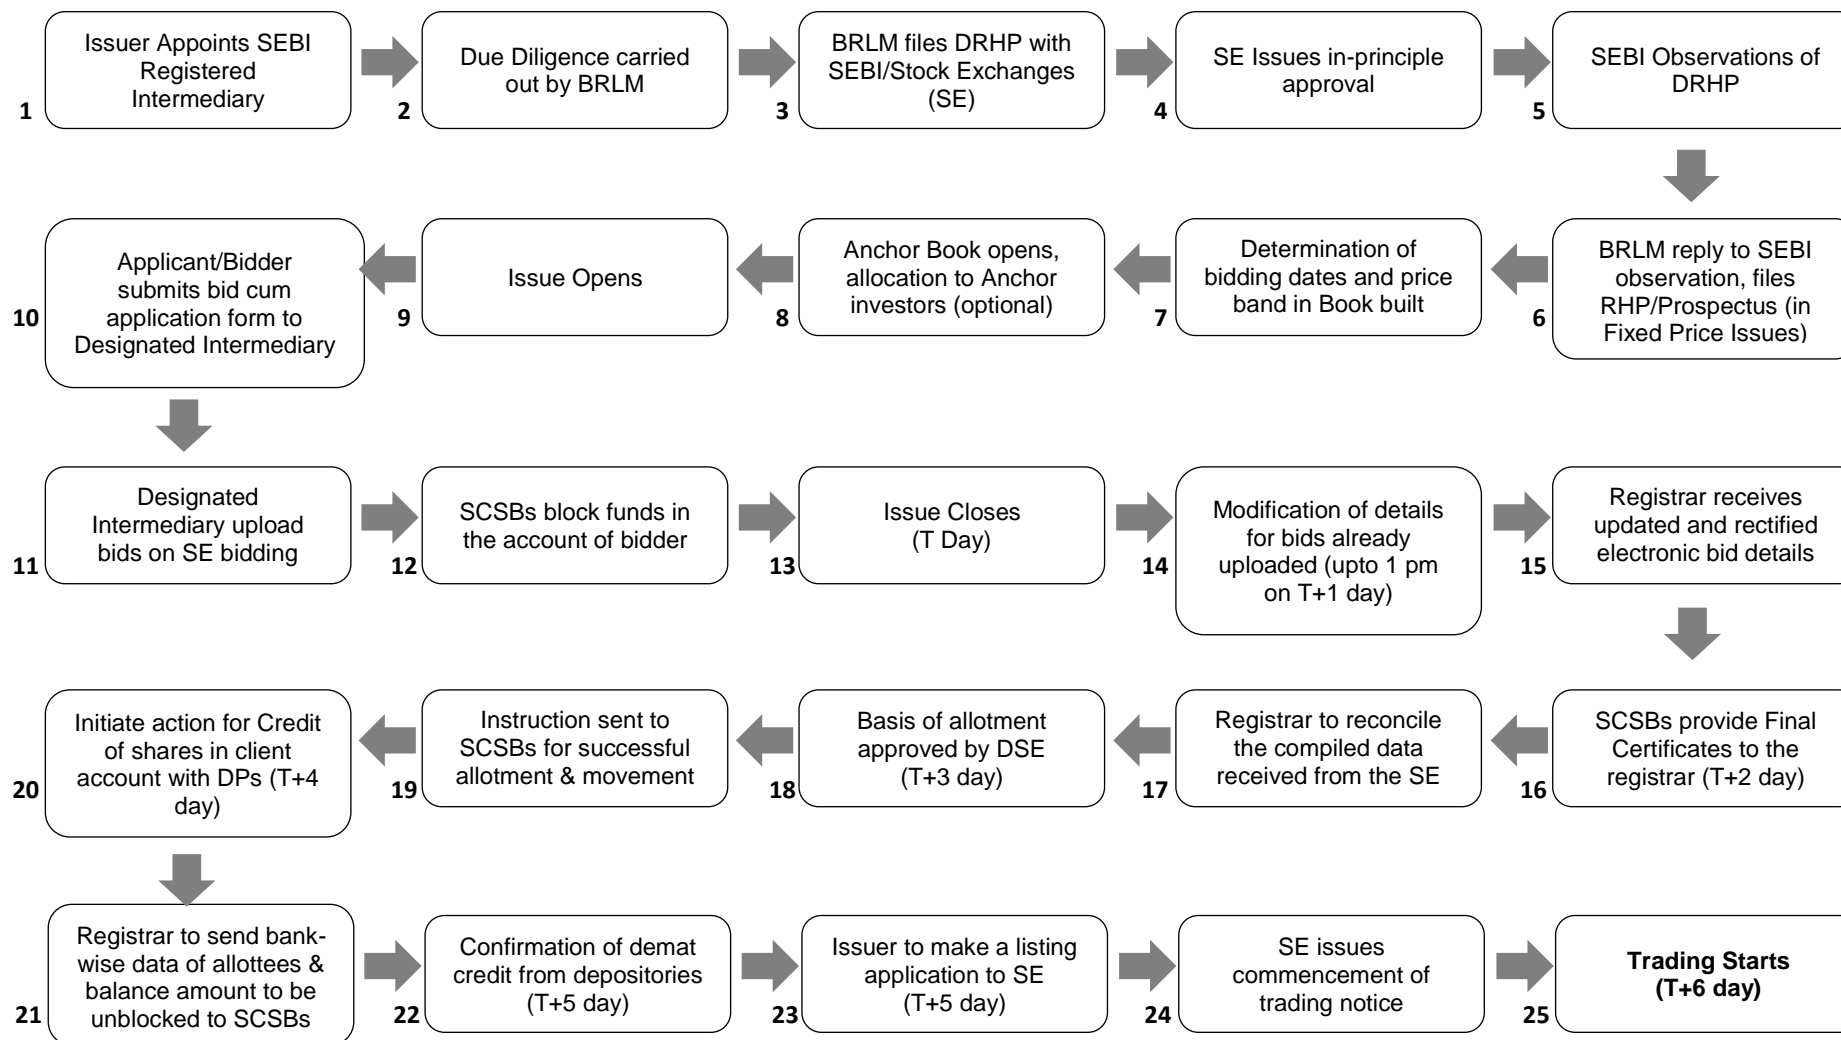 Issuer Appoints SEBI
Registered
Intermediary
1
Due Diligence carried
out by BRLM
2
BRLM files DRHP with
SEBI/Stock Exchanges
(SE)
3
SE Issues in-principle
approval
4
SEBI Observations of
DRHP
5
BRLM reply to SEBI
observation, files
RHP/Prospectus (in
Fixed Price Issues)
6
Determination of
bidding dates and price
band in Book built
7
Anchor Book opens,
allocation to Anchor
investors (optional)
8
Issue Opens
9
Applicant/Bidder
submits bid cum
application form to
Designated Intermediary
10
Designated
Intermediary upload
bids on SE bidding
11
SCSBs block funds in
the account of bidder
12
Issue Closes
(T Day)
13
Modification of details
for bids already
uploaded (upto 1 pm
on T+1 day)
14
Registrar receives
updated and rectified
electronic bid details
15
SCSBs provide Final
Certificates to the
registrar (T+2 day)
16
Registrar to reconcile
the compiled data
received from the SE
17
Basis of allotment
approved by DSE
(T+3 day)
18
Instruction sent to
SCSBs for successful
allotment & movement
19
Initiate action for Credit
of shares in client
account with DPs (T+4
day)
20
Registrar to send bank-
wise data of allottees &
balance amount to be
unblocked to SCSBs
21
Confirmation of demat
credit from depositories
(T+5 day)
22
Issuer to make a listing
application to SE
(T+5 day)
23
SE issues
commencement of
trading notice
24
Trading Starts
(T+6 day)
25